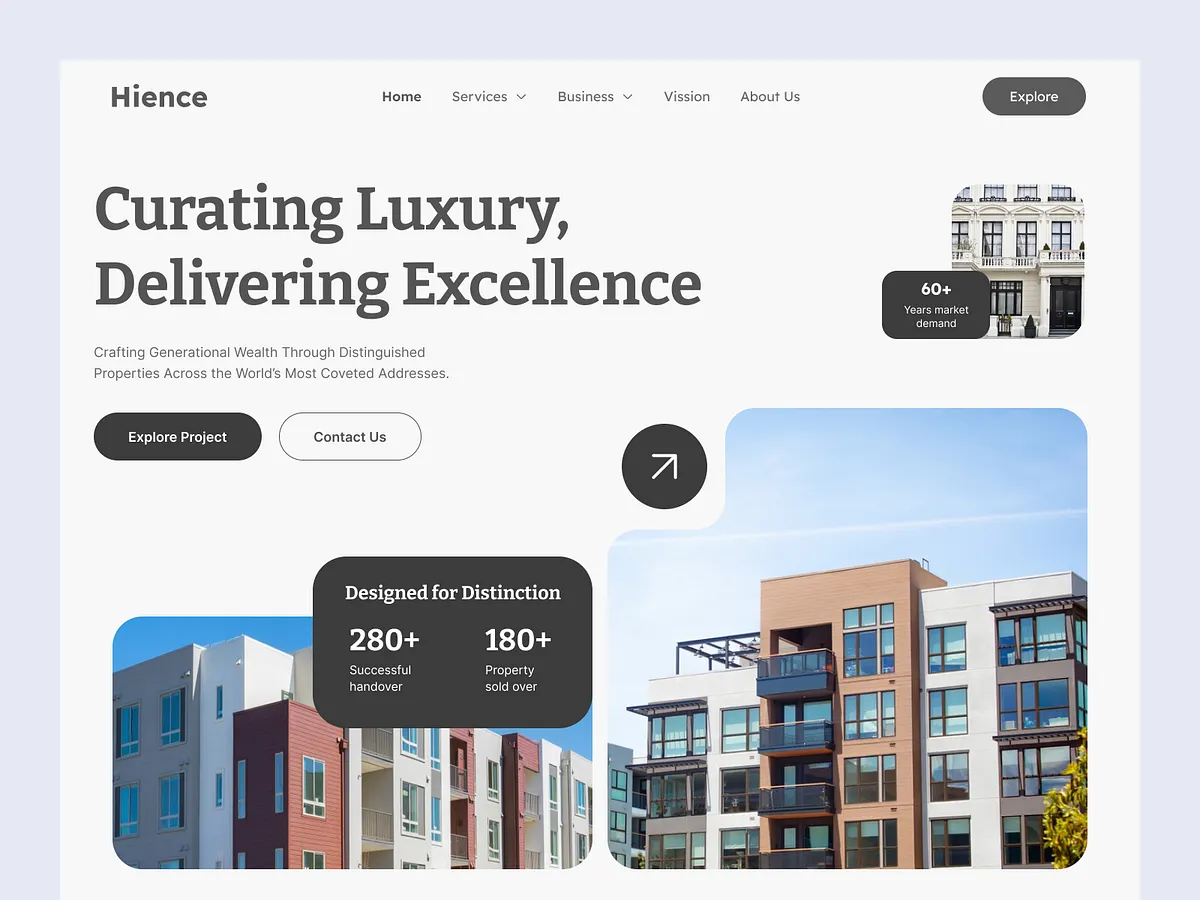 Hience
Home
Services
Business
Vission
About Us
Explore
Curating Luxury,
Delivering Excellence
60+
Years market
demand
Crafting Generational Wealth Through Distinguished
Properties Across the World’s Most Coveted Addresses.
Explore Project
Contact Us
Designed for Distinction
280+
Successful
handover
180+
Property
sold over